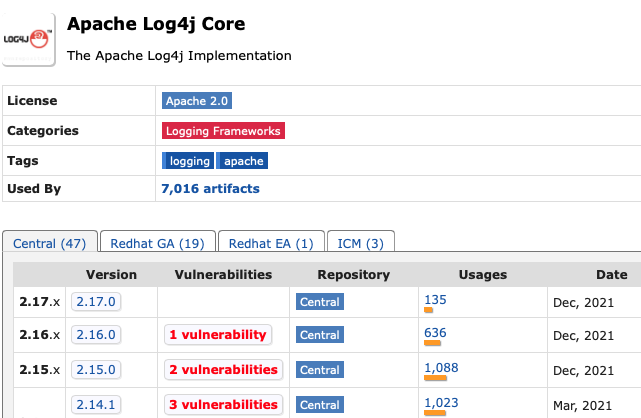 Apache Log4j Core
LOG4J™
The Apache Log4j Implementation
License Apache 2.0
Categories Logging Frameworks
Tags logging apache
Used By 7,016 artifacts
Central (47) Redhat GA (19) Redhat EA (1) ICM (3)
Version Vulnerabilities Repository Usages Date
2.17.x 2.17.0 Central 135 Dec, 2021
2.16.x 2.16.0 1 vulnerability Central 636 Dec, 2021
2.15.x 2.15.0 2 vulnerabilities Central 1,088 Dec, 2021
2.14.1 3 vulnerabilities Central 1,023 Mar, 2021